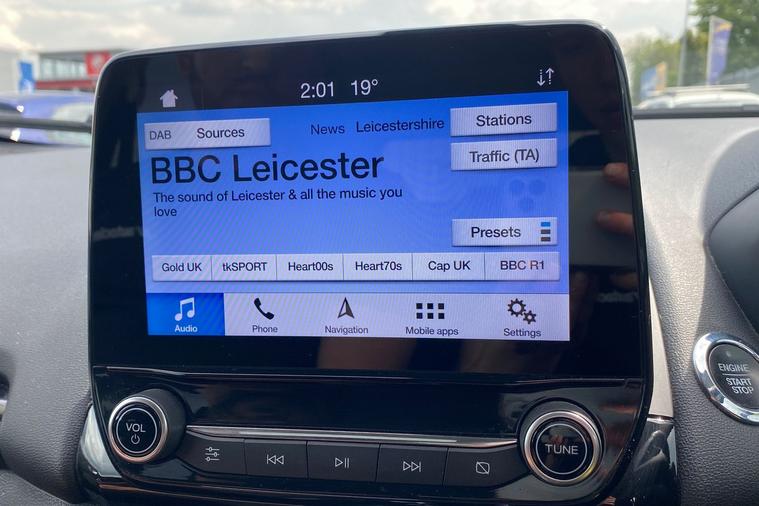 2:01 19°
DAB Sources
News Leicestershire
Stations
BBC Leicester
Traffic (TA)
The sound of Leicester & all the music you
love
Presets
Gold UK tkSPORT Heart00s Heart70s Cap UK BBC R1
Audio Phone Navigation Mobile apps Settings
ENGINE
START
STOP
VOL
TUNE